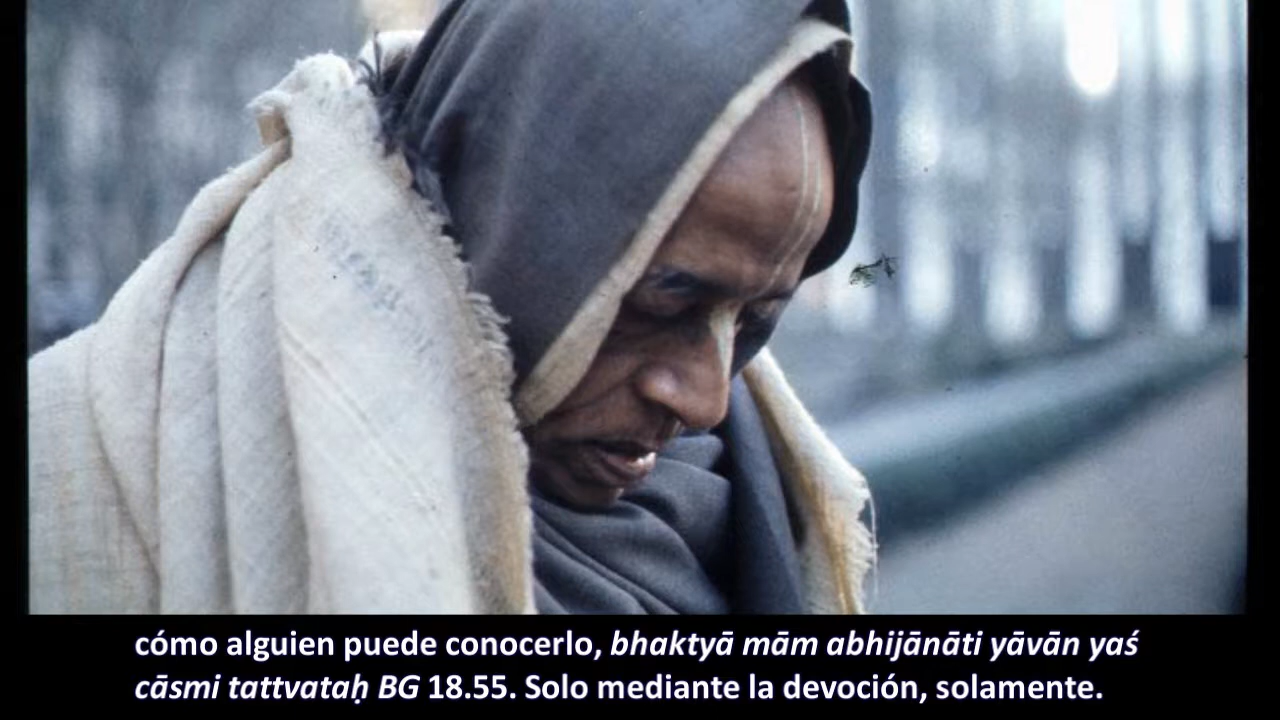 cómo alguien puede conocerlo, bhaktyā mām abhijānāti yāvān yaś
cāsmi tattvataḥ BG 18.55. Solo mediante la devoción, solamente.